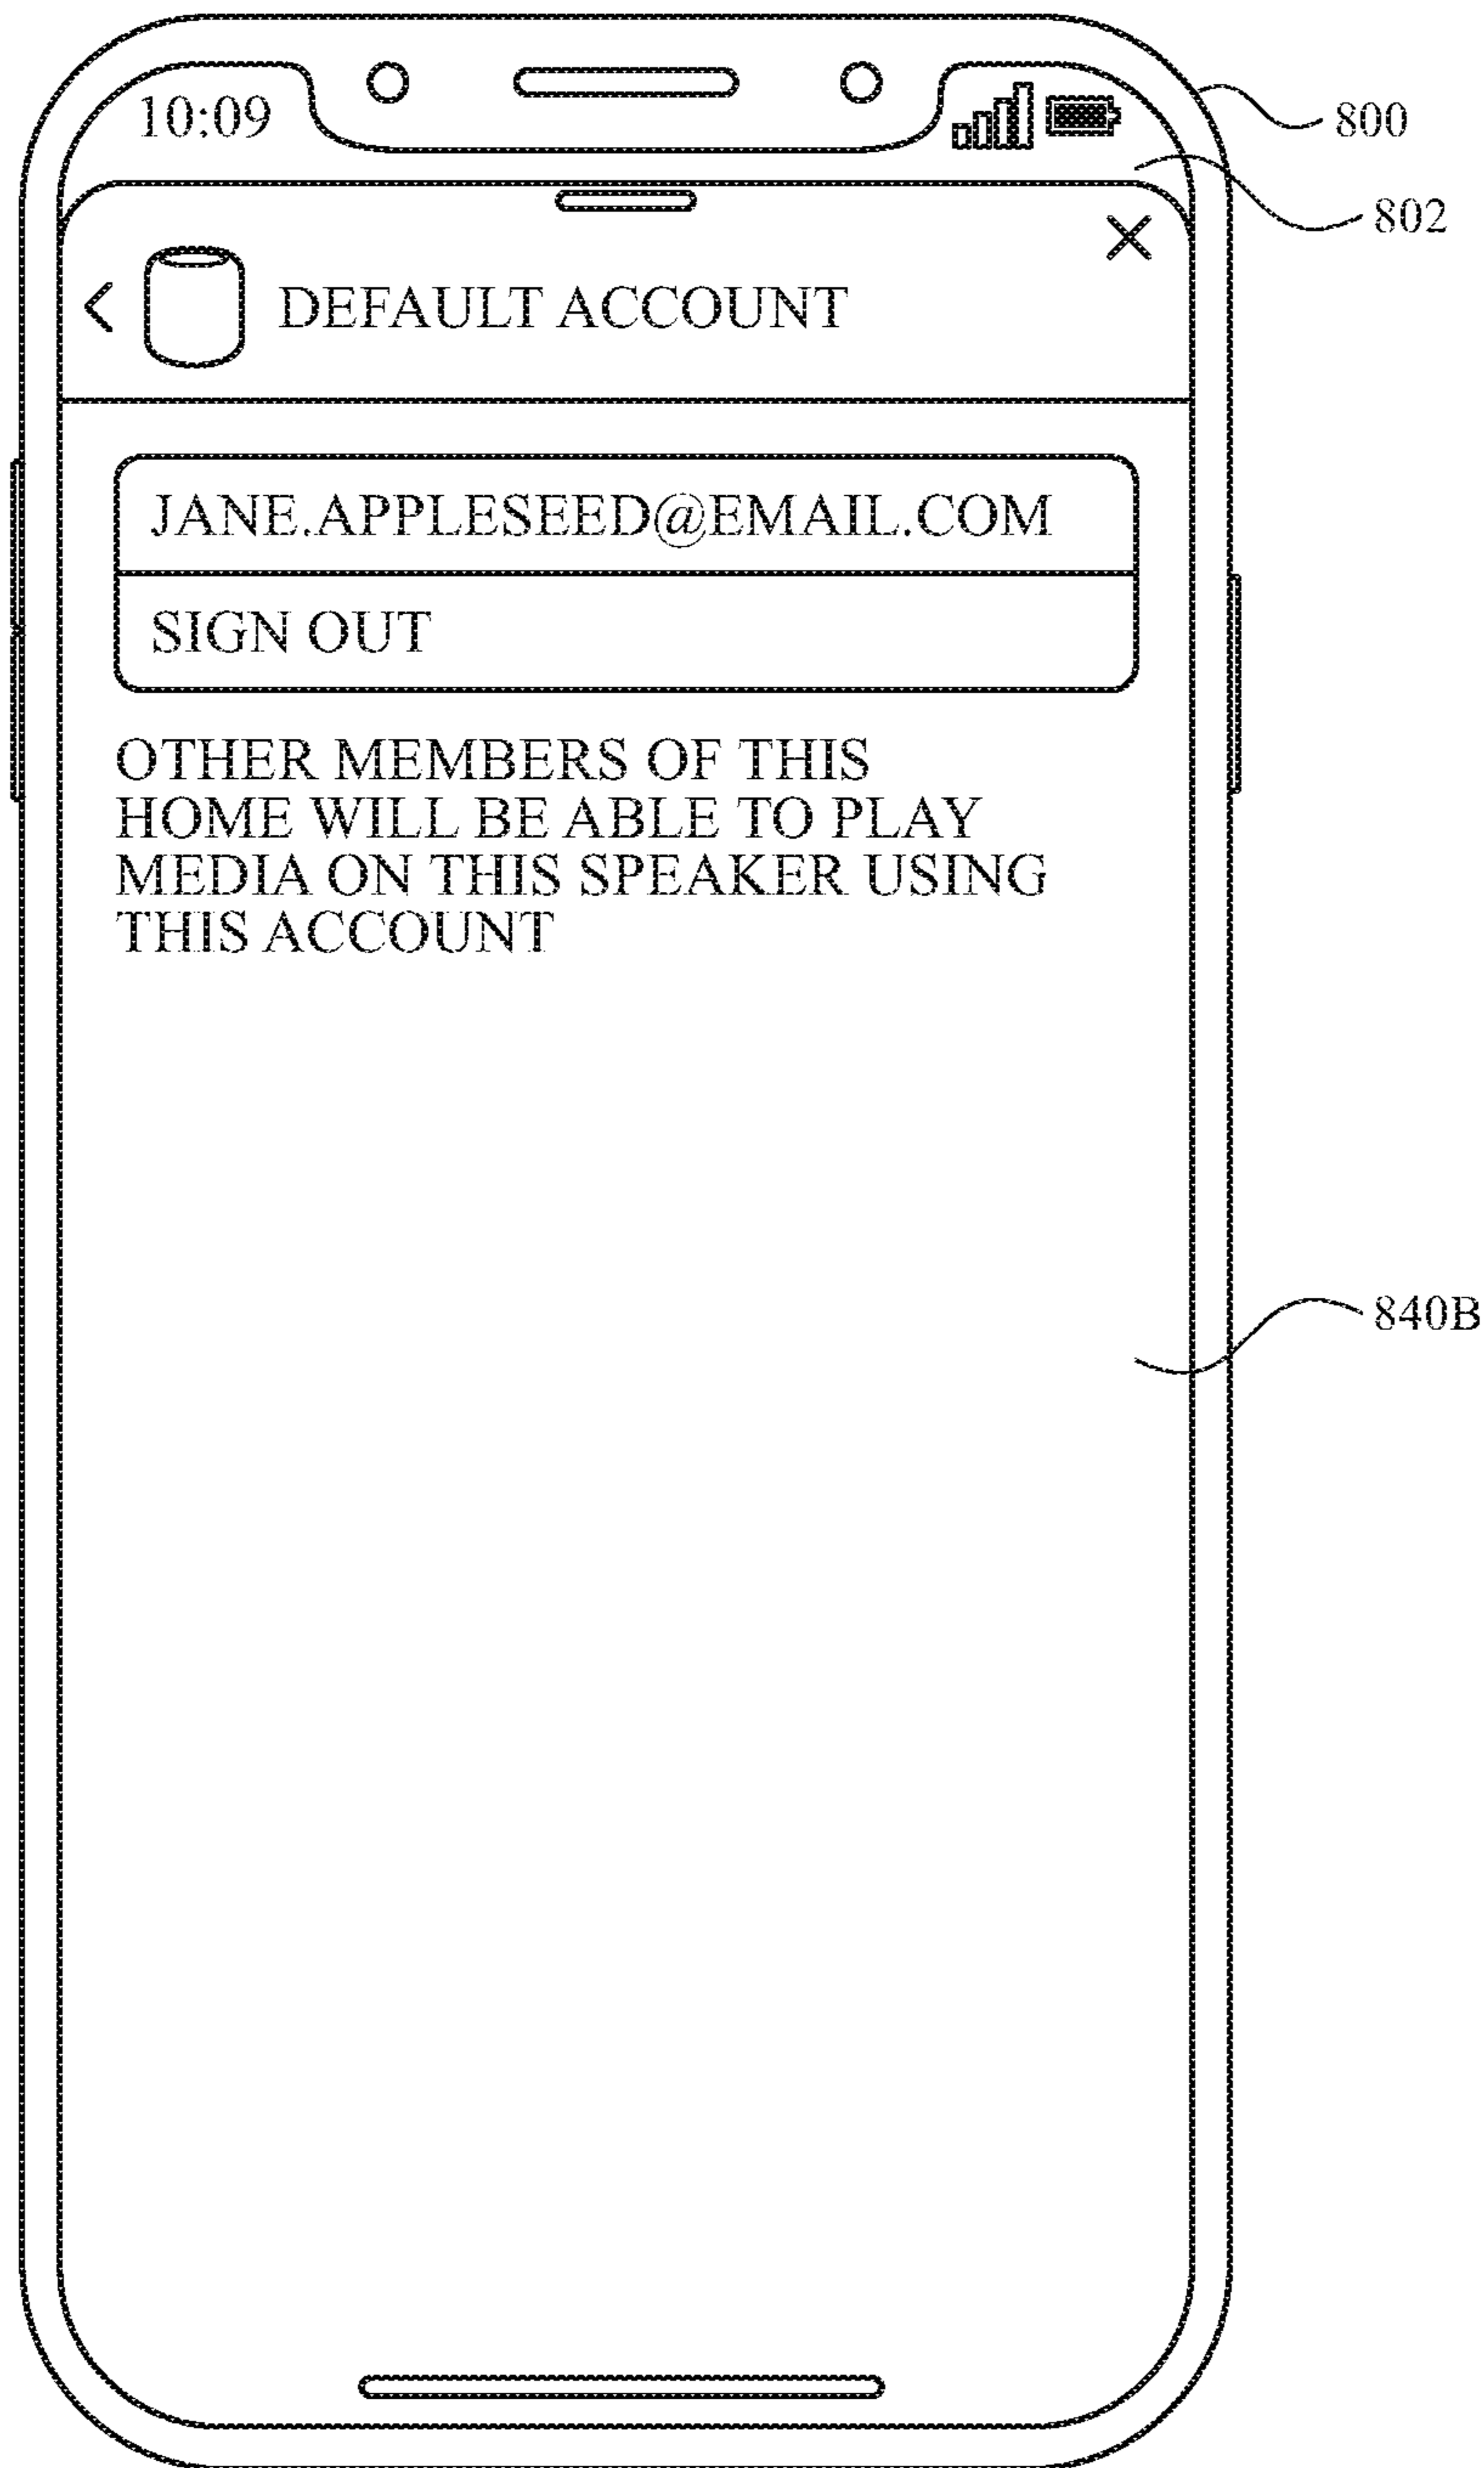 10:09
800
802
DEFAULT ACCOUNT
JANE.APPLESEED@EMAIL.COM
SIGN OUT
OTHER MEMBERS OF THIS
HOME WILL BE ABLE TO PLAY
MEDIA ON THIS SPEAKER USING
THIS ACCOUNT
840B